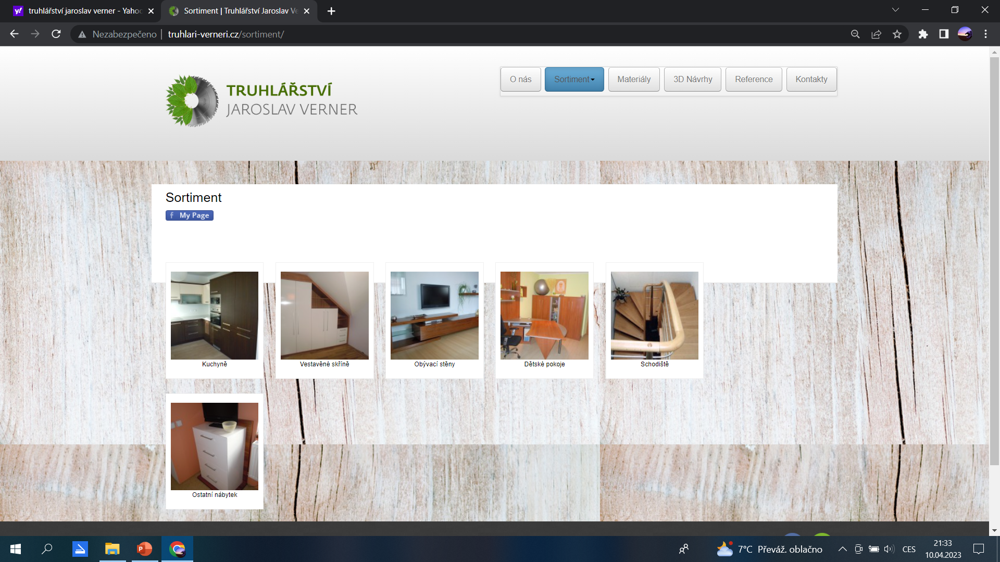 truhlářství jaroslav verner - Yahoo
Sortiment | Truhlářství Jaroslav Ve
Nezabezpečeno | truhlari-verneri.cz/sortiment/
TRUHLÁŘSTVÍ
JAROSLAV VERNER
O nás
Sortiment
Materiály
3D Návrhy
Reference
Kontakty
Sortiment
f My Page
Kuchyně
Vestavěné skříně
Obývací stěny
Dětské pokoje
Schodiště
Ostatní nábytek
7°C Převáž. oblačno
CES
21:33
10.04.2023